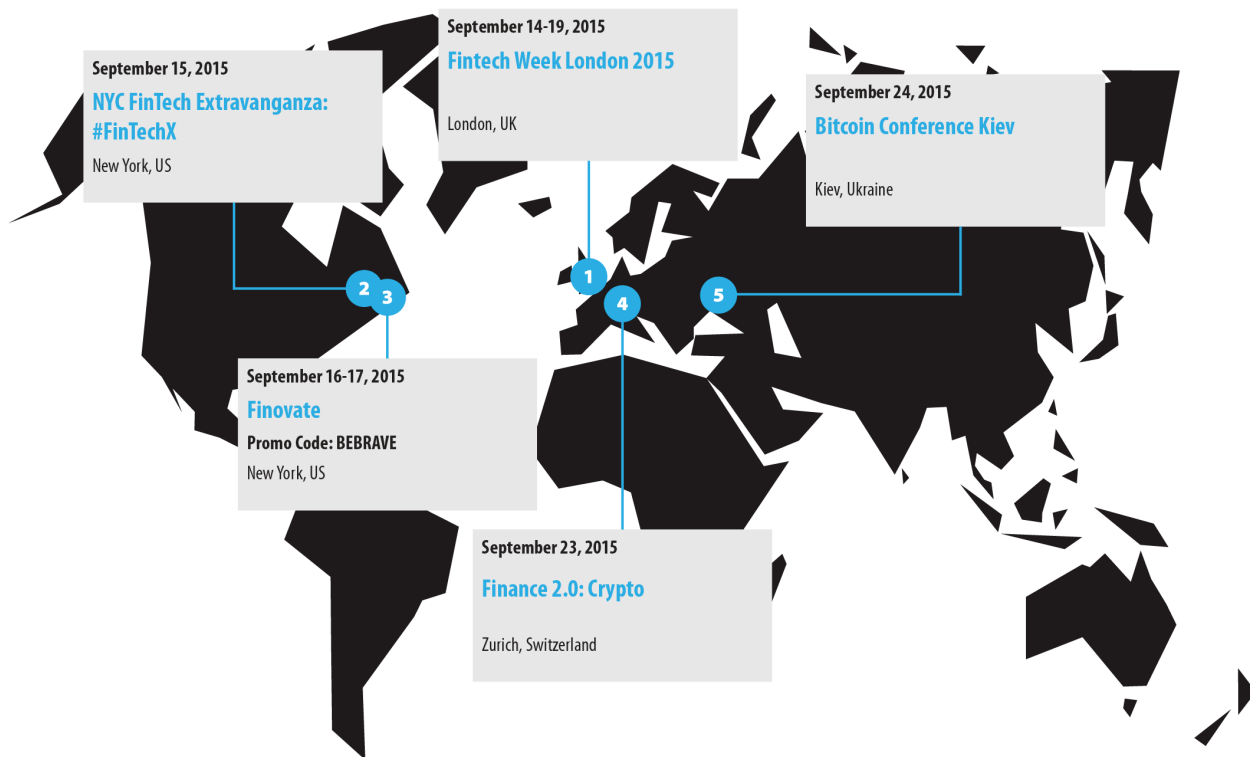 September 14-19, 2015
Fintech Week London 2015
London, UK
September 15, 2015
NYC FinTech Extravanganza:
#FinTechX
New York, US
September 24, 2015
Bitcoin Conference Kiev
Kiev, Ukraine
1
2
3
4
5
September 16-17, 2015
Finovate
Promo Code: BEBRAVE
New York, US
September 23, 2015
Finance 2.0: Crypto
Zurich, Switzerland